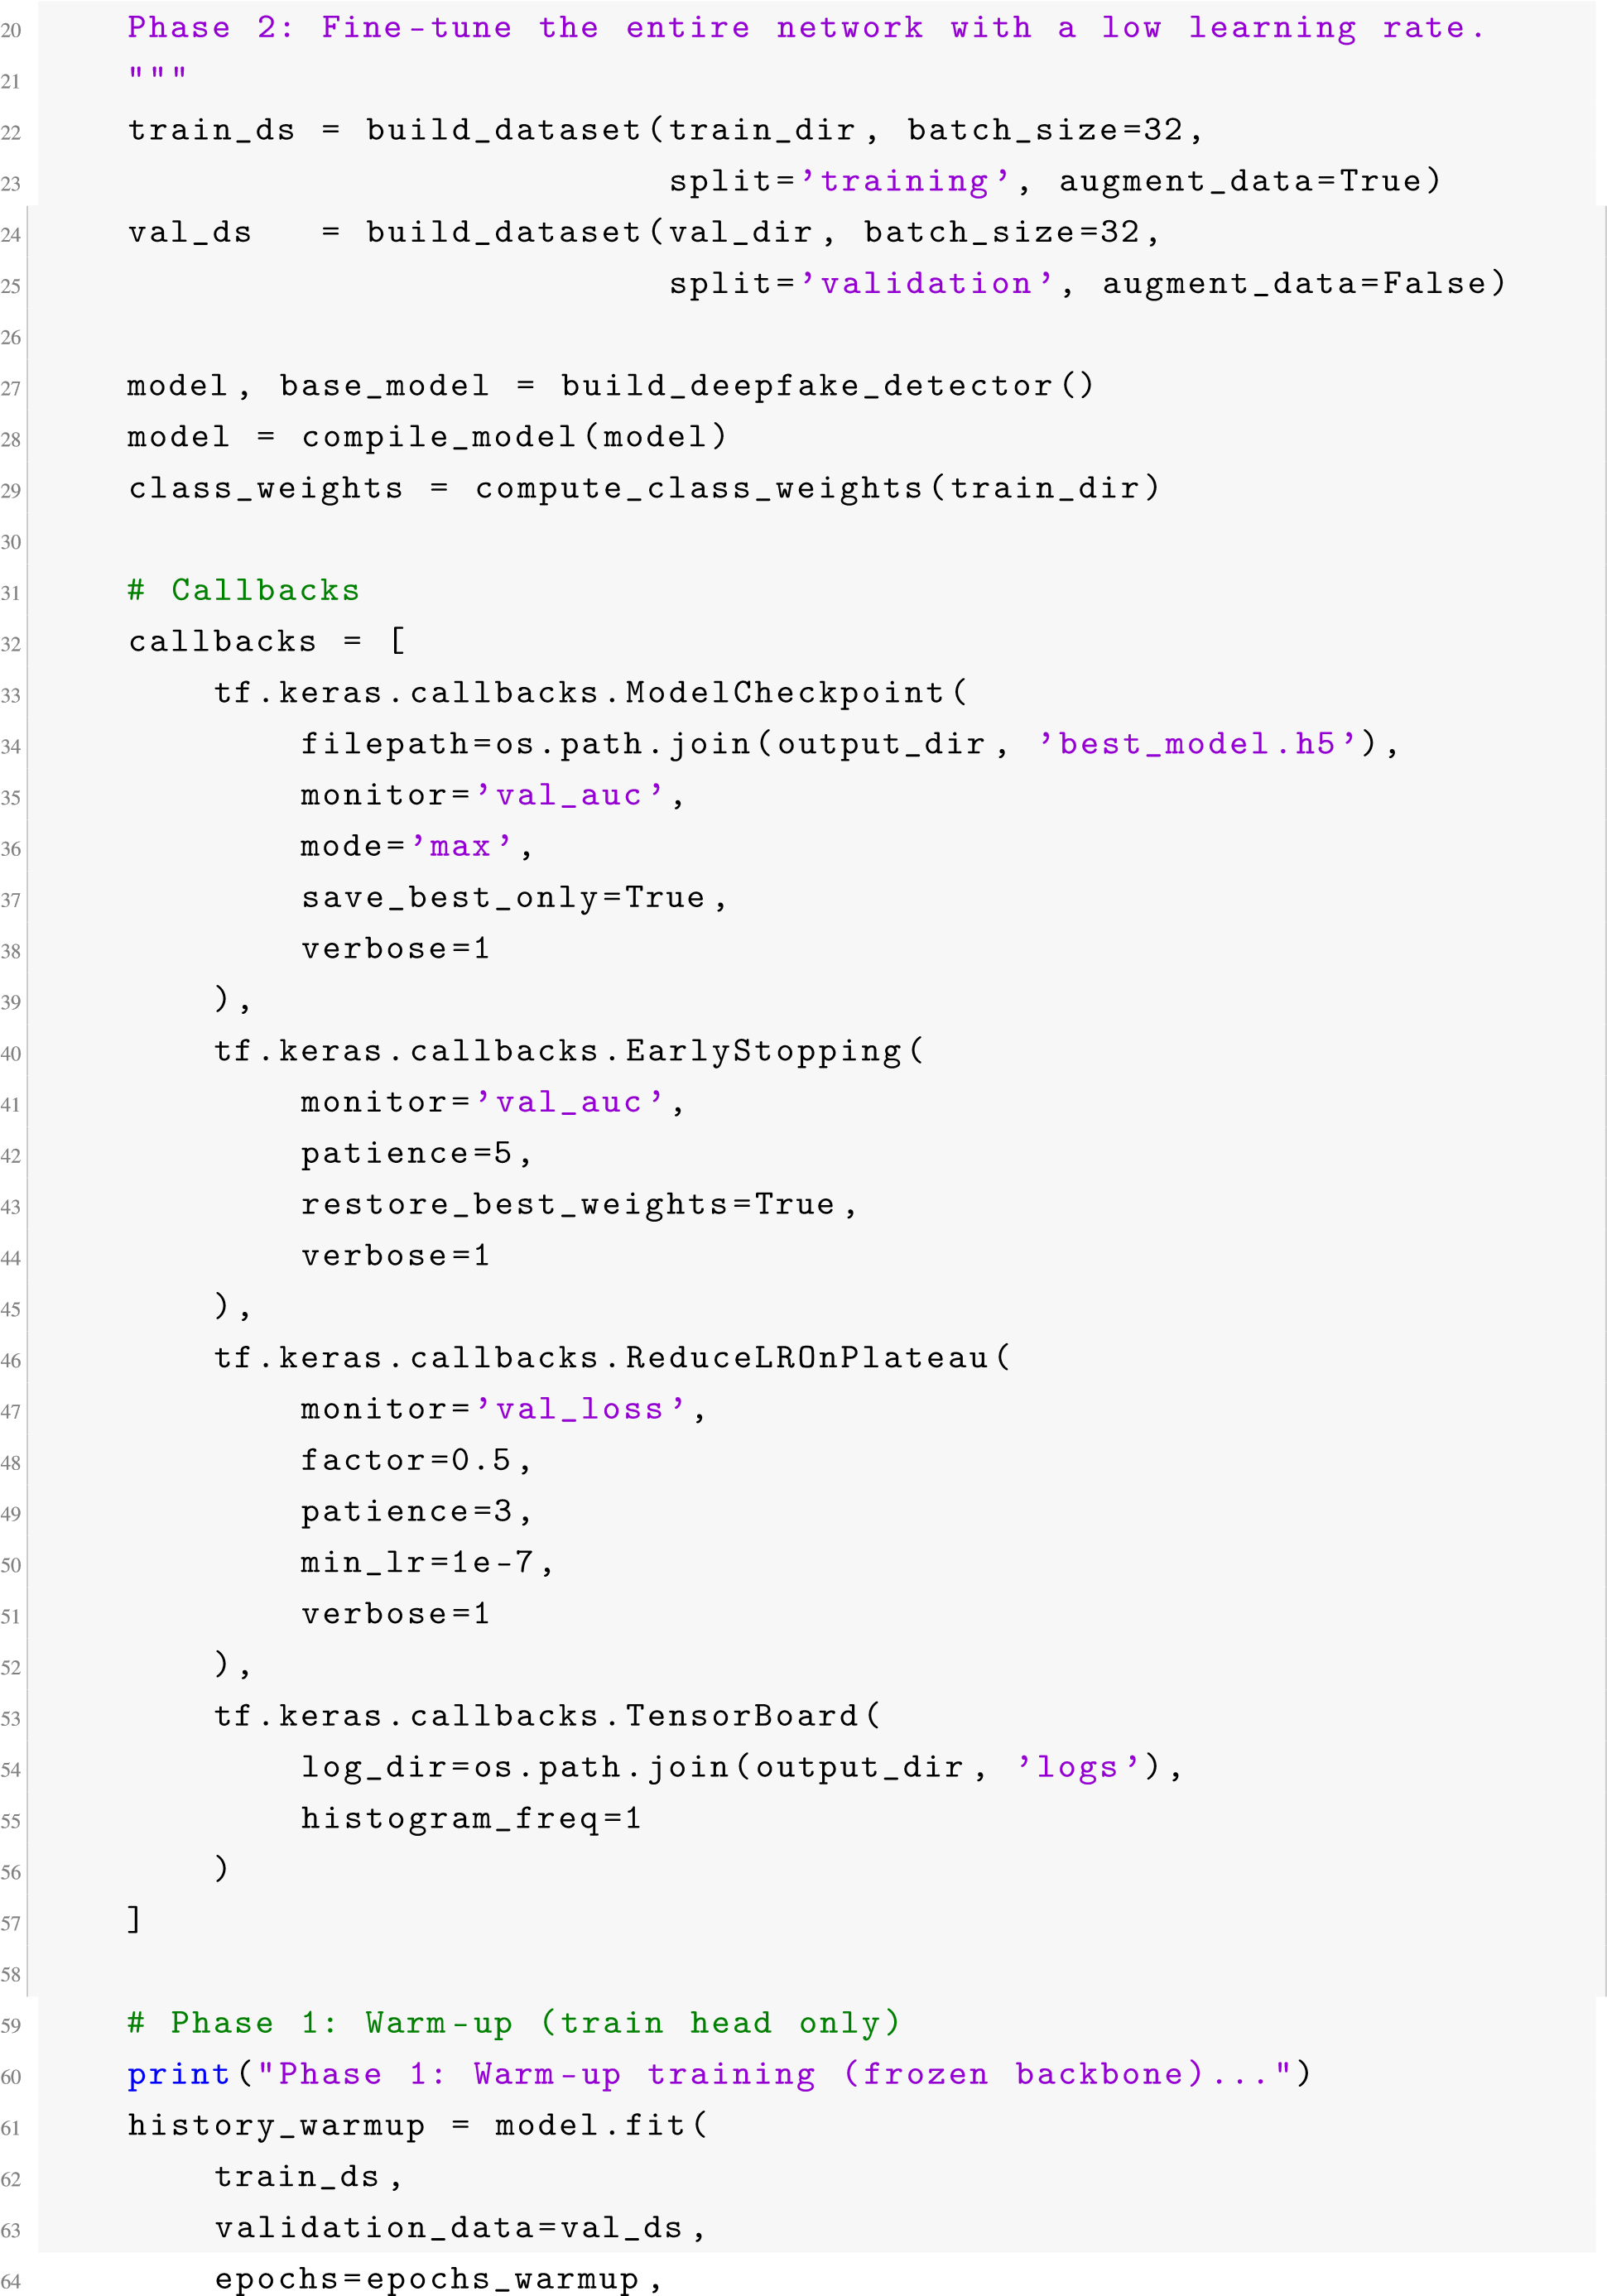 20 Phase 2: Fine-tune the entire network with a low learning rate.
21 """
22 train_ds = build_dataset(train_dir, batch_size=32,
23 split='training', augment_data=True)
24 val_ds   = build_dataset(val_dir, batch_size=32,
25 split='validation', augment_data=False)
26
27 model, base_model = build_deepfake_detector()
28 model = compile_model(model)
29 class_weights = compute_class_weights(train_dir)
30
31 # Callbacks
32 callbacks = [
33 tf.keras.callbacks.ModelCheckpoint(
34 filepath=os.path.join(output_dir, 'best_model.h5'),
35 monitor='val_auc',
36 mode='max',
37 save_best_only=True,
38 verbose=1
39 ),
40 tf.keras.callbacks.EarlyStopping(
41 monitor='val_auc',
42 patience=5,
43 restore_best_weights=True,
44 verbose=1
45 ),
46 tf.keras.callbacks.ReduceLROnPlateau(
47 monitor='val_loss',
48 factor=0.5,
49 patience=3,
50 min_lr=1e-7,
51 verbose=1
52 ),
53 tf.keras.callbacks.TensorBoard(
54 log_dir=os.path.join(output_dir, 'logs'),
55 histogram_freq=1
56 )
57 ]
58
59 # Phase 1: Warm-up (train head only)
60 print("Phase 1: Warm-up training (frozen backbone)...")
61 history_warmup = model.fit(
62 train_ds,
63 validation_data=val_ds,
64 epochs=epochs_warmup,